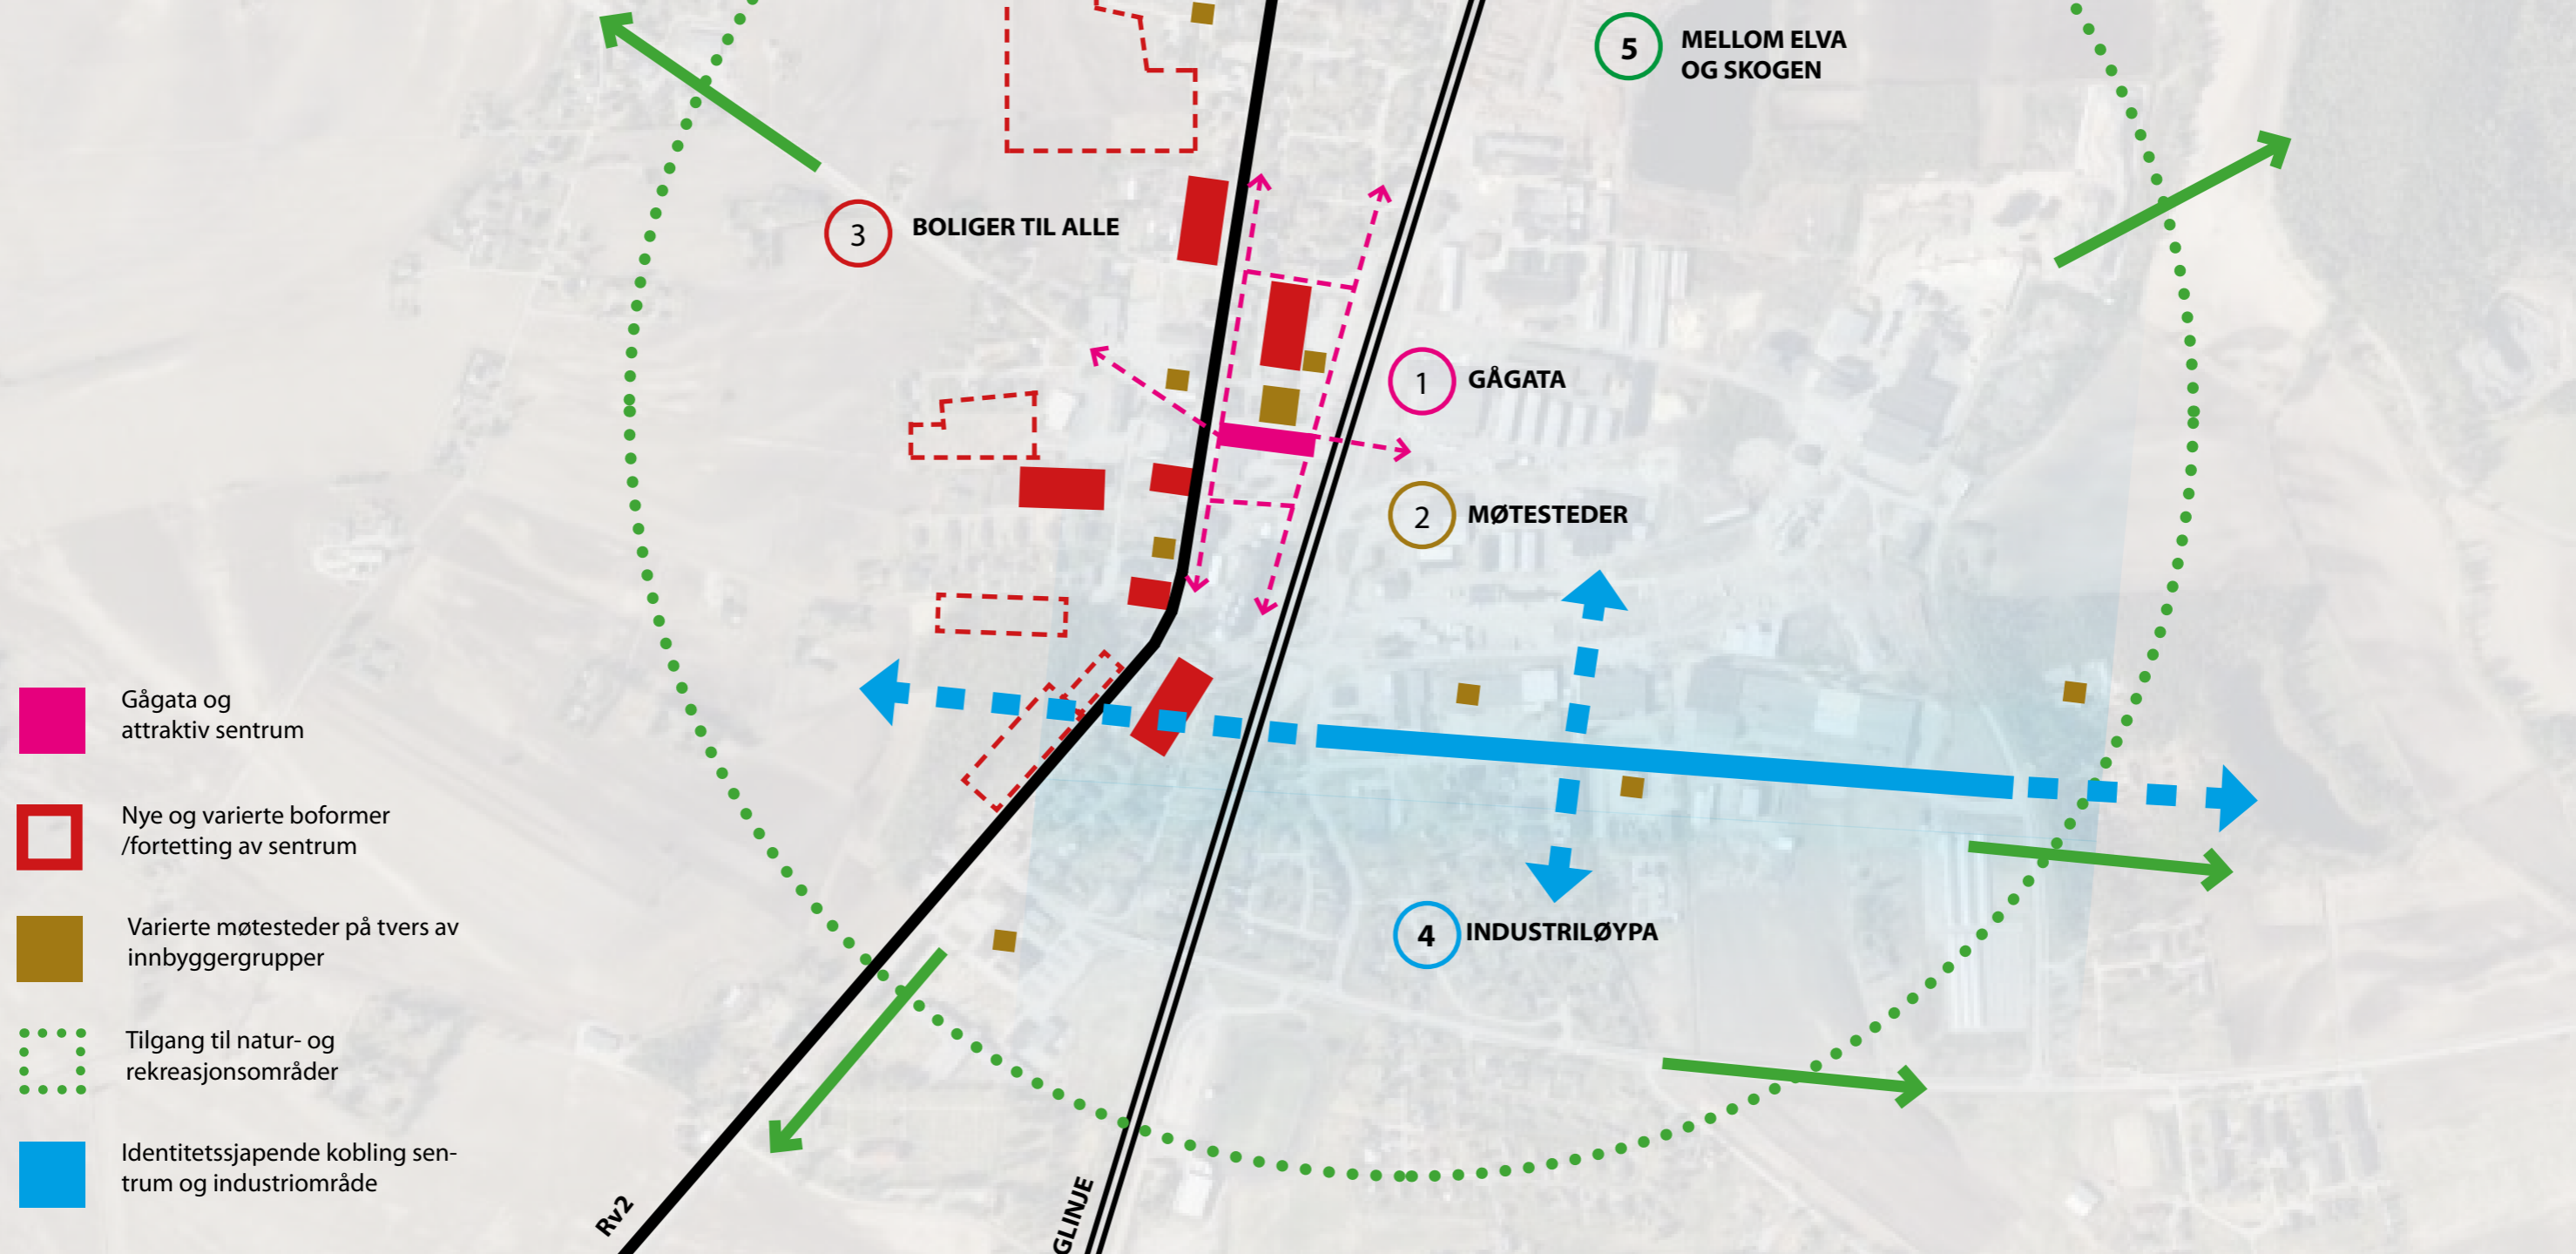 5
MELLOM ELVA
OG SKOGEN
3
BOLIGER TIL ALLE
1
GÅGATA
2
MØTESTEDER
4
INDUSTRILØYPA
Gågata og
attraktiv sentrum
Nye og varierte boformer
/fortetting av sentrum
Varierte møtesteder på tvers av
innbyggergrupper
Tilgang til natur- og
rekreasjonsområder
Identitetssjapende kobling sen-
trum og industriområde
Rv2
GLINJE